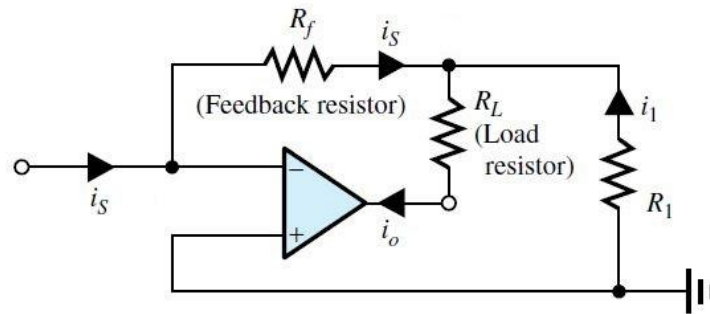 R_f
i_S
(Feedback resistor)
R_L
(Load
resistor)
i_1
R_1
i_S
−
+
i_o